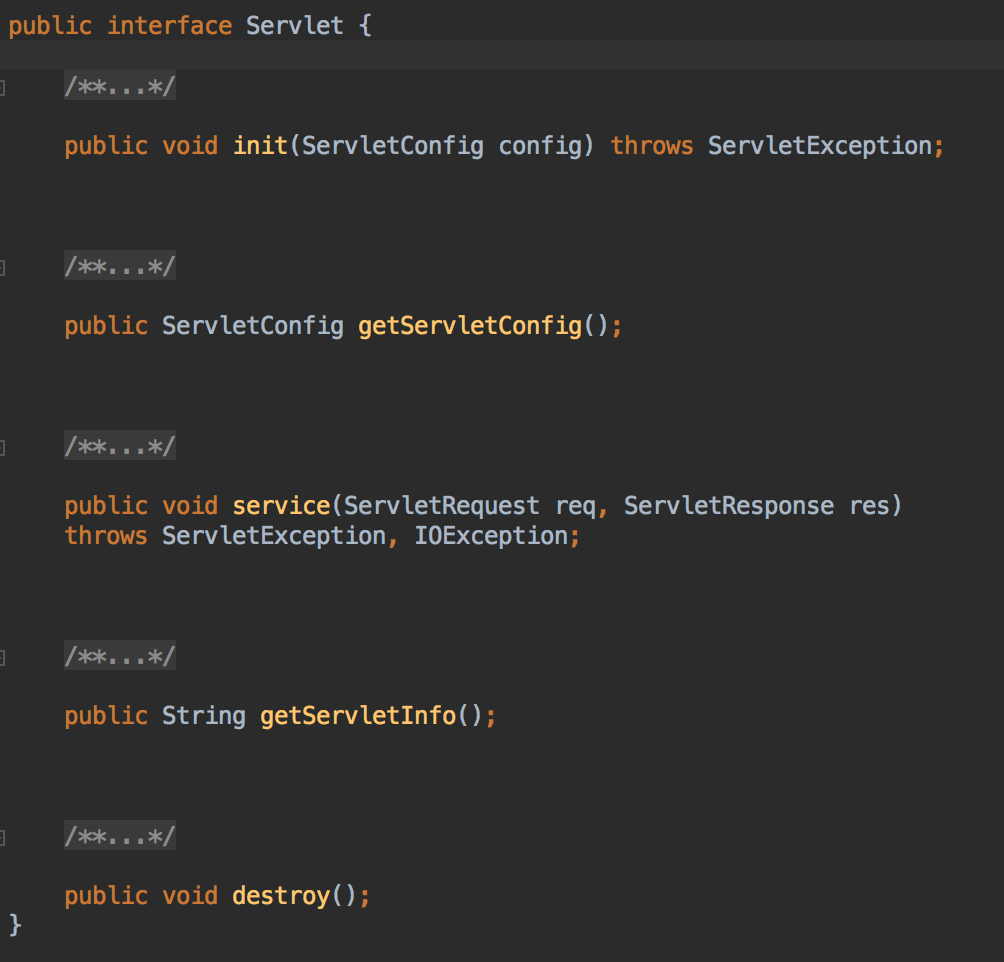 public interface Servlet {
/**...*/
public void init(ServletConfig config) throws ServletException;
/**...*/
public ServletConfig getServletConfig();
/**...*/
public void service(ServletRequest req, ServletResponse res)
throws ServletException, IOException;
/**...*/
public String getServletInfo();
/**...*/
public void destroy();
}